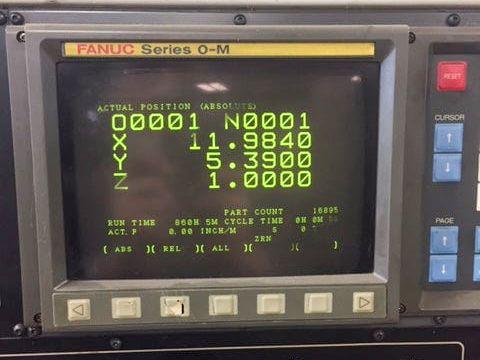 FANUC Series O-M
RESET
ACTUAL POSITION (ABSOLUTE)
O0001 N0001
X 11.9840
Y 5.3900
Z 1.0000
CURSOR
PART COUNT 16895
RUN TIME 860H 5M CYCLE TIME 0H 0M
ACT. F 0.00 INCH/M S 0
ZRN
( ABS )( REL )( ALL )( )( )
PAGE